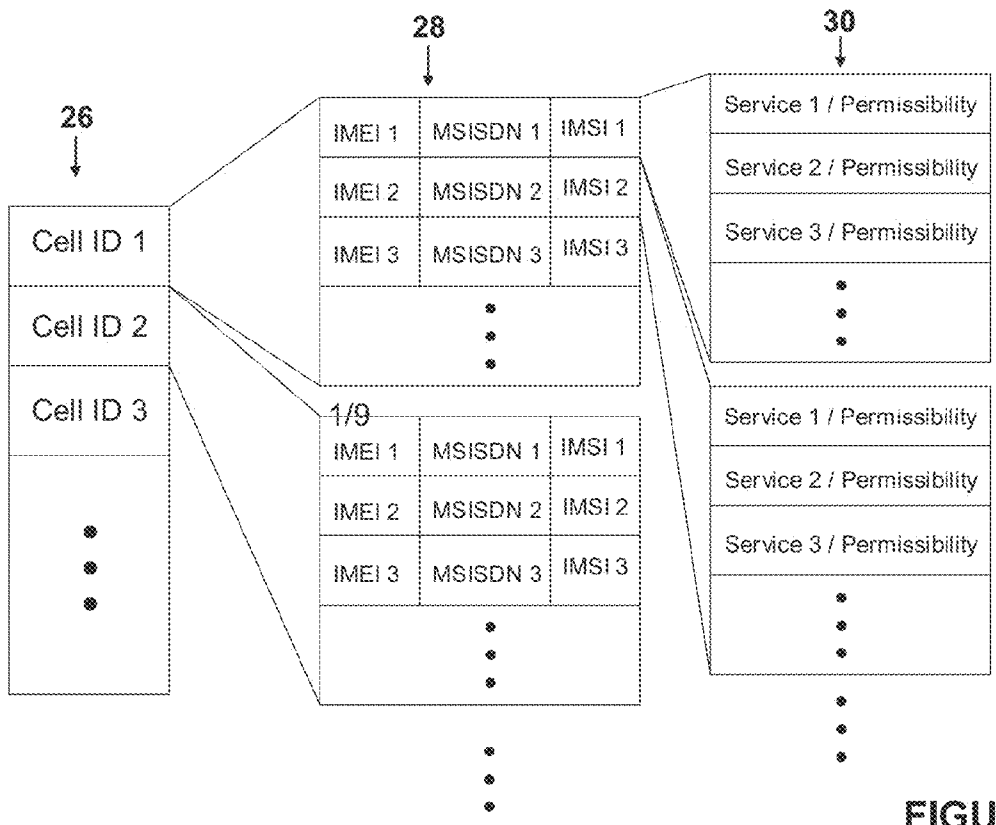 26
Cell ID 1
Cell ID 2
Cell ID 3
28
IMEI 1 MSISDN 1 IMSI 1
IMEI 2 MSISDN 2 IMSI 2
IMEI 3 MSISDN 3 IMSI 3
1/9
IMEI 1 MSISDN 1 IMSI 1
IMEI 2 MSISDN 2 IMSI 2
IMEI 3 MSISDN 3 IMSI 3
30
Service 1 / Permissibility
Service 2 / Permissibility
Service 3 / Permissibility
Service 1 / Permissibility
Service 2 / Permissibility
Service 3 / Permissibility
FIGU